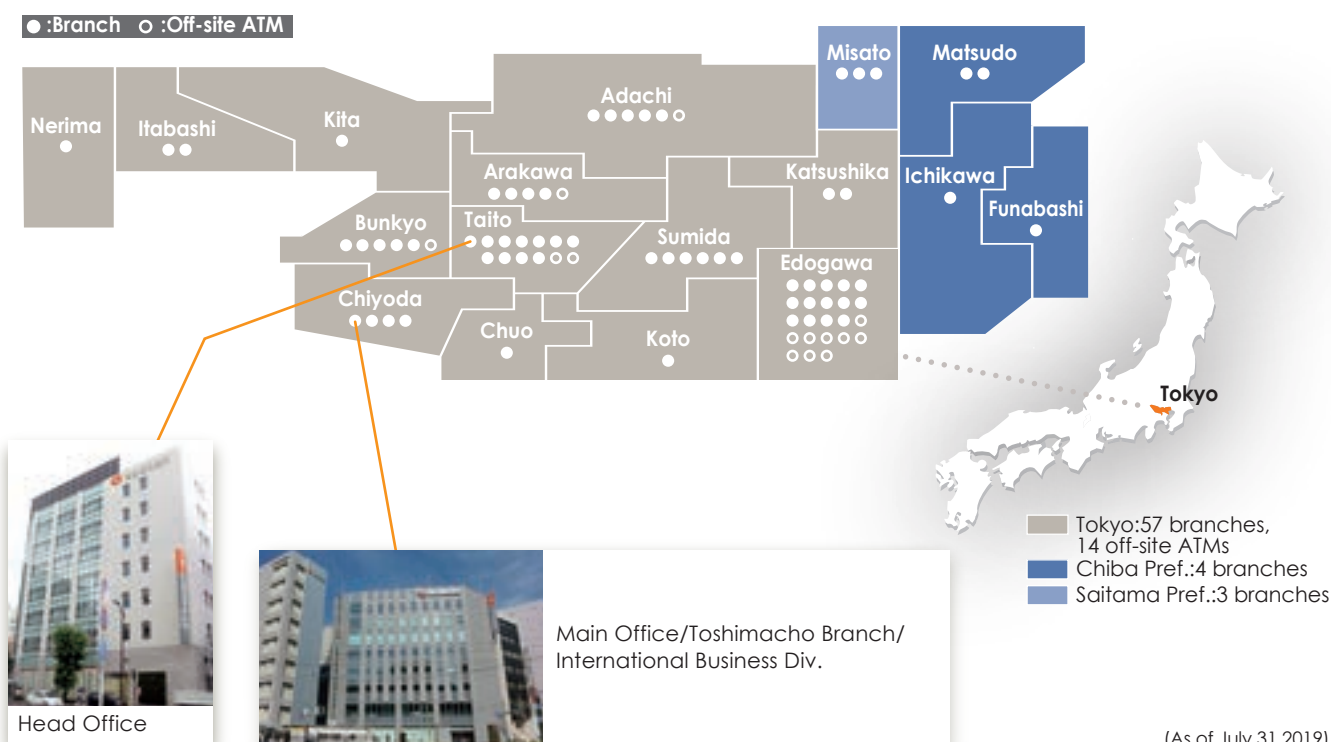 ● :Branch ○ :Off-site ATM
Nerima
Itabashi
Kita
Adachi
Misato
Matsudo
Arakawa
Katsushika
Ichikawa
Funabashi
Bunkyo
Taito
Sumida
Edogawa
Chiyoda
Chuo
Koto
Tokyo
Tokyo:57 branches,
14 off-site ATMs
Chiba Pref.:4 branches
Saitama Pref.:3 branches
Main Office/Toshimacho Branch/
International Business Div.
Head Office
(As of July 31,2019)